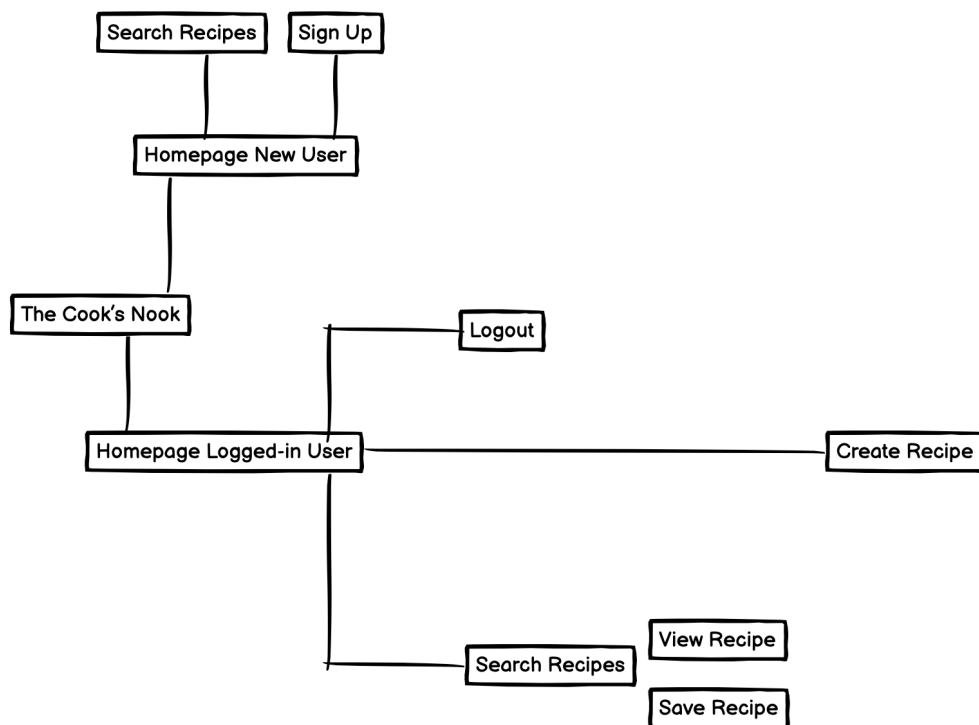 Search Recipes
Sign Up
Homepage New User
The Cook's Nook
Logout
Homepage Logged-in User
Create Recipe
View Recipe
Search Recipes
Save Recipe